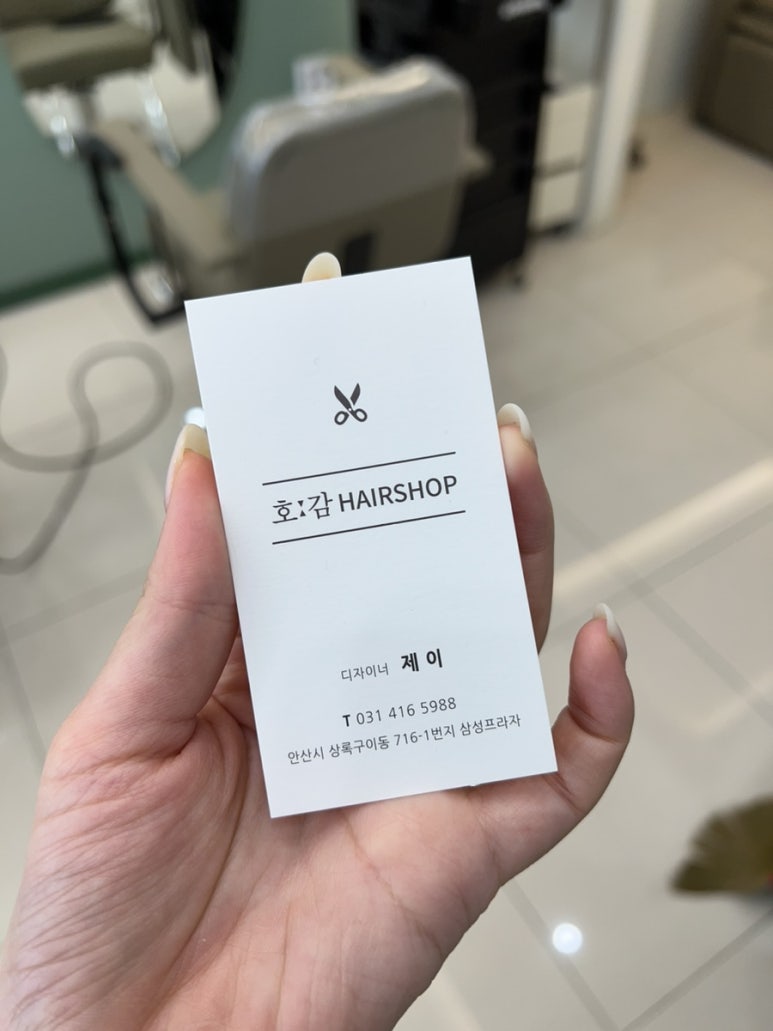 호:감 HAIRSHOP
디자이너 제이
T 031 416 5988
안산시 상록구이동 716-1번지 삼성프라자